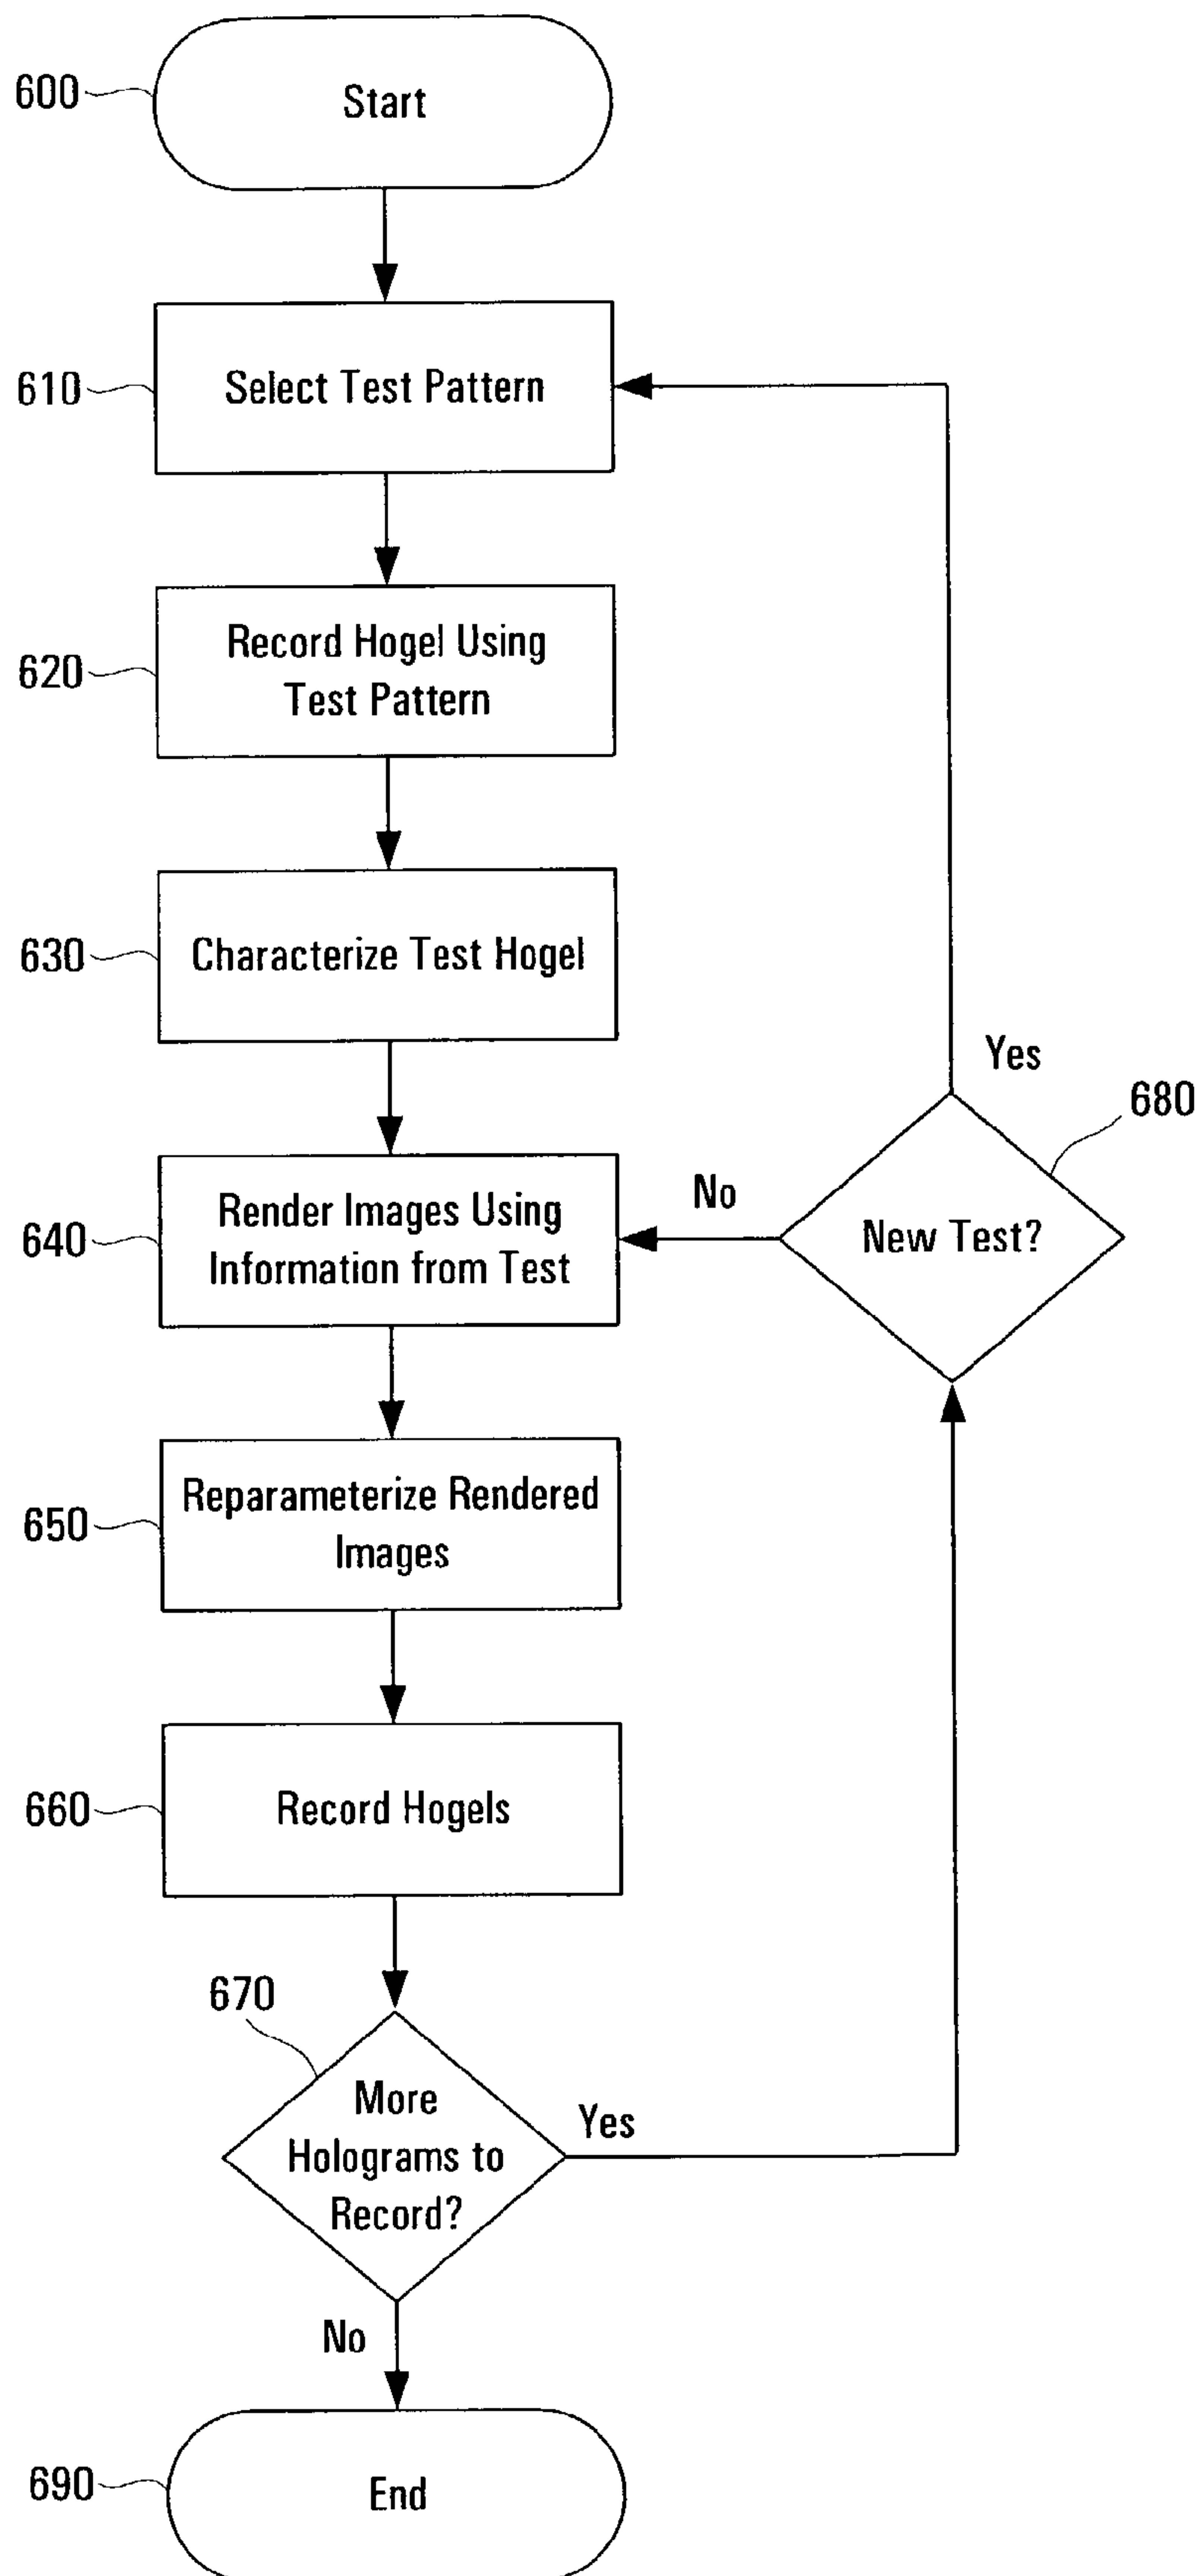 600
Start
610
Select Test Pattern
620
Record Hogel Using
Test Pattern
630
Characterize Test Hogel
Yes
680
640
Render Images Using
Information from Test
No
New Test?
650
Reparameterize Rendered
Images
660
Record Hogels
670
More
Holograms to
Record?
Yes
No
690
End